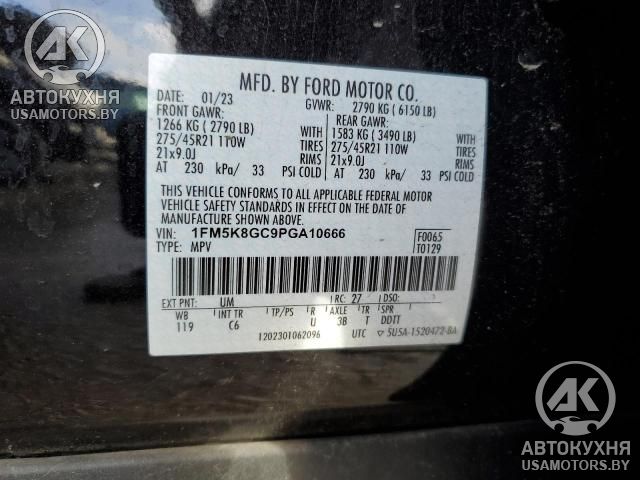 AK
АВТОКУХНЯ
USAMOTORS.BY
MFD. BY FORD MOTOR CO.
DATE: 01/23 GVWR: 2790 KG ( 6150 LB)
FRONT GAWR: REAR GAWR:
1266 KG ( 2790 LB) WITH 1583 KG ( 3490 LB) WITH
275/45R21 110W TIRES 275/45R21 110W TIRES
21x9.0J RIMS 21x9.0J RIMS
AT 230 kPa/ 33 PSI COLD AT 230 kPa/ 33 PSI COLD
THIS VEHICLE CONFORMS TO ALL APPLICABLE FEDERAL MOTOR
VEHICLE SAFETY STANDARDS IN EFFECT ON THE DATE OF
MANUFACTURE SHOWN ABOVE.
VIN: 1FM5K8GC9PGA10666 F0065
TYPE: MPV T0129
EXT PNT: UM RC: 27 DSO:
WB INT TR TP/PS R AXLE TR SPR
119 C6 U 3B T DDTT
1202301062096 UTC ▽ 5U5A-1520472-BA
AK
АВТОКУХНЯ
USAMOTORS.BY